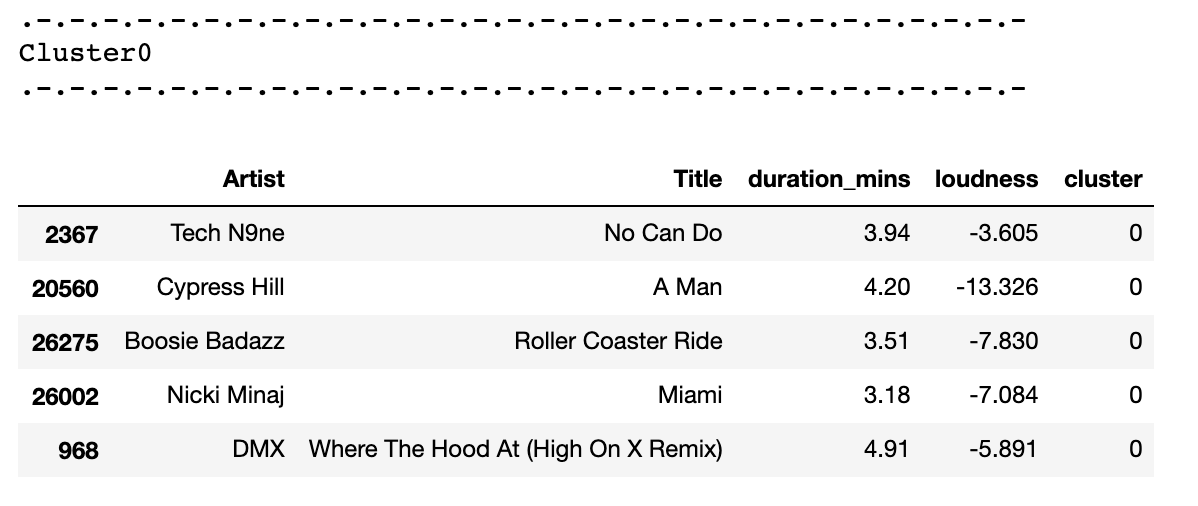 .-.-.-.-.-.-.-.-.-.-.-.-.-.-.-.-.-.-.-.-.-.-.-.-.-.-.-.-.-.-
Cluster0
.-.-.-.-.-.-.-.-.-.-.-.-.-.-.-.-.-.-.-.-.-.-.-.-.-.-.-.-.-.-
Artist Title duration_mins loudness cluster
2367 Tech N9ne No Can Do 3.94 -3.605 0
20560 Cypress Hill A Man 4.20 -13.326 0
26275 Boosie Badazz Roller Coaster Ride 3.51 -7.830 0
26002 Nicki Minaj Miami 3.18 -7.084 0
968 DMX Where The Hood At (High On X Remix) 4.91 -5.891 0